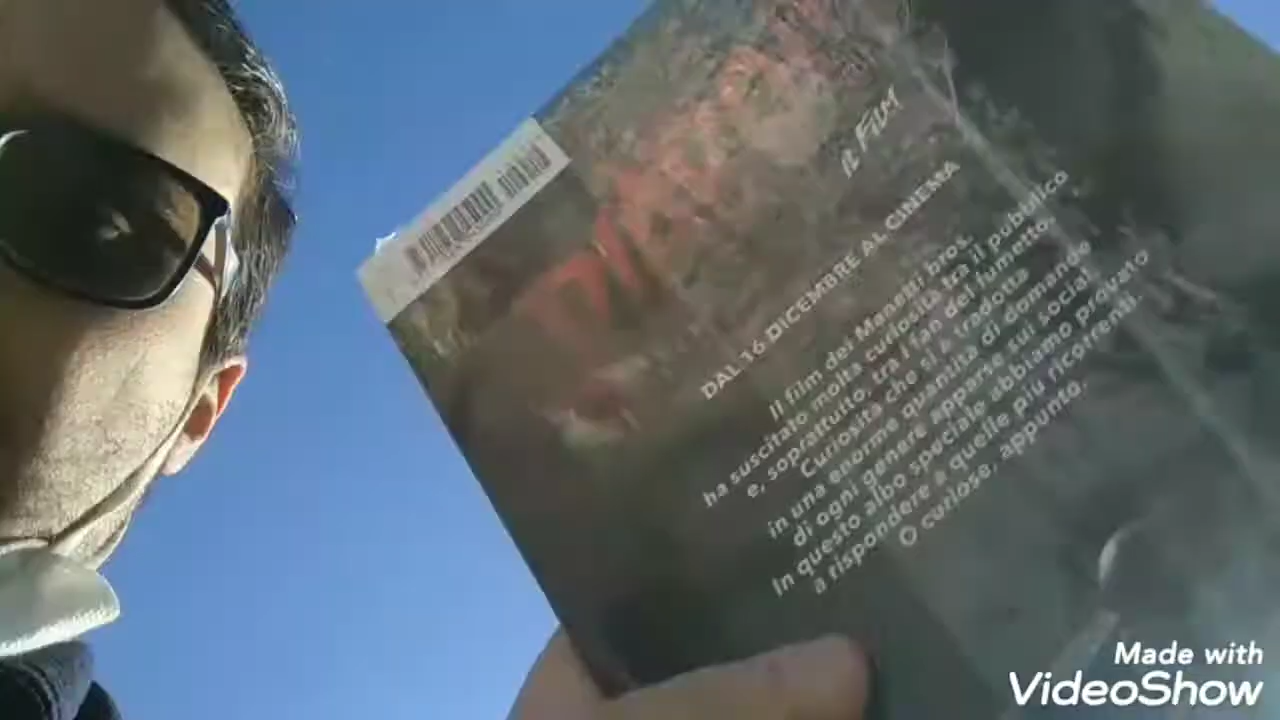 IL FILM
DAL 16 DICEMBRE AL CINEMA
Il film dei Manetti bros.
ha suscitato molta curiosità tra il pubblico
e, soprattutto, tra i fan del fumetto.
Curiosità che si è tradotta
in una enorme quantità di domande
di ogni genere apparse sui social.
In questo albo speciale abbiamo provato
a rispondere a quelle più ricorrenti.
O curiose, appunto.
Made with
VideoShow